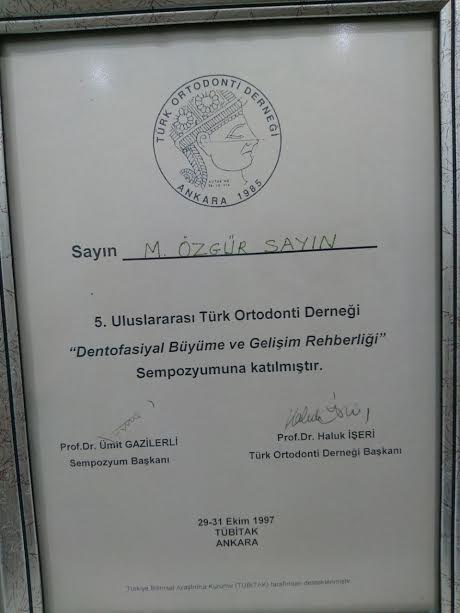 TÜRK ORTODONTİ DERNEĞİ
ANKARA 1985
Sayın M. ÖZGÜR SAYIN
5. Uluslararası Türk Ortodonti Derneği
“Dentofasiyal Büyüme ve Gelişim Rehberliği”
Sempozyumuna katılmıştır.
Prof.Dr. Ümit GAZİLERLİ
Sempozyum Başkanı
Haluk İşeri
Prof.Dr. Haluk İŞERİ
Türk Ortodonti Derneği Başkanı
29-31 Ekim 1997
TÜBİTAK
ANKARA
Türkiye Bilimsel Araştırma Kurumu (TÜBİTAK) tarafından desteklenmiştir.